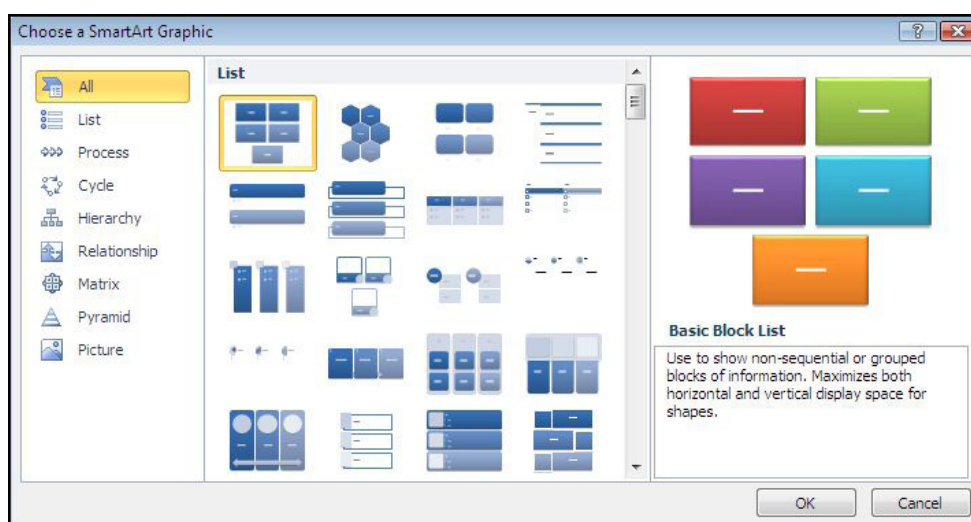 Choose a SmartArt Graphic
All
List
Process
Cycle
Hierarchy
Relationship
Matrix
Pyramid
Picture
List
Basic Block List
Use to show non-sequential or grouped
blocks of information. Maximizes both
horizontal and vertical display space for
shapes.
OK
Cancel